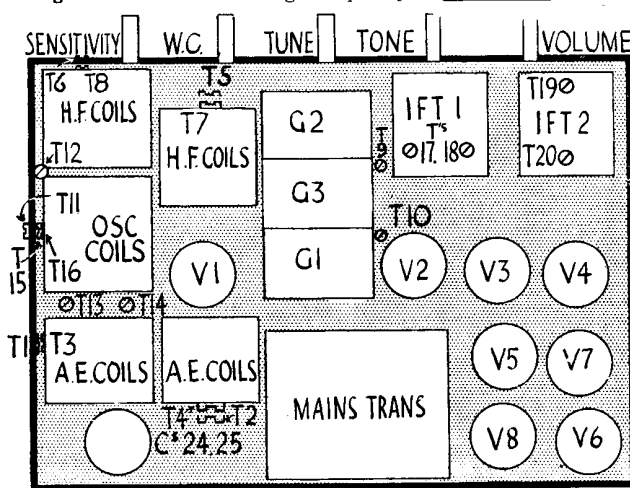 SENSITIVITY W.C. TUNE TONE VOLUME
T6 T8
H.F. COILS
T5
T7
H.F. COILS
G2
T9
IFT 1
T's
17, 18
T19
IFT 2
T20
T12
T11
OSC
COILS
G3
T10
T15
T16
V1
G1
V2
V3
V4
T13 T14
T1
T3
A.E.COILS
A.E.COILS
T4 T2
C's 24, 25
MAINS TRANS
V5
V7
V8
V6